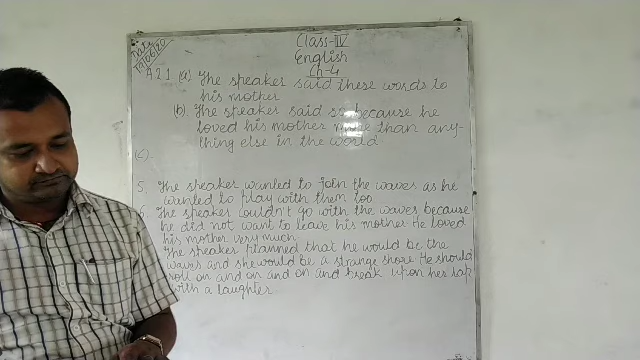 Date
19/06/20
Class-IV
English
Ch-4
A 2 1 (a) The speaker said these words to
his mother
(b). The speaker said so because he
loved his mother more than any-
thing else in the world
(c).
5. The speaker wanted to join the waves as he
wanted to play with them too
6. The speaker couldn't go with the waves because
he did not want to leave his mother. He loved
his mother very much
The speaker planned that he would be the
waves and she would be a strange shore. He should
roll on and on and on and break upon her lap
with a laughter